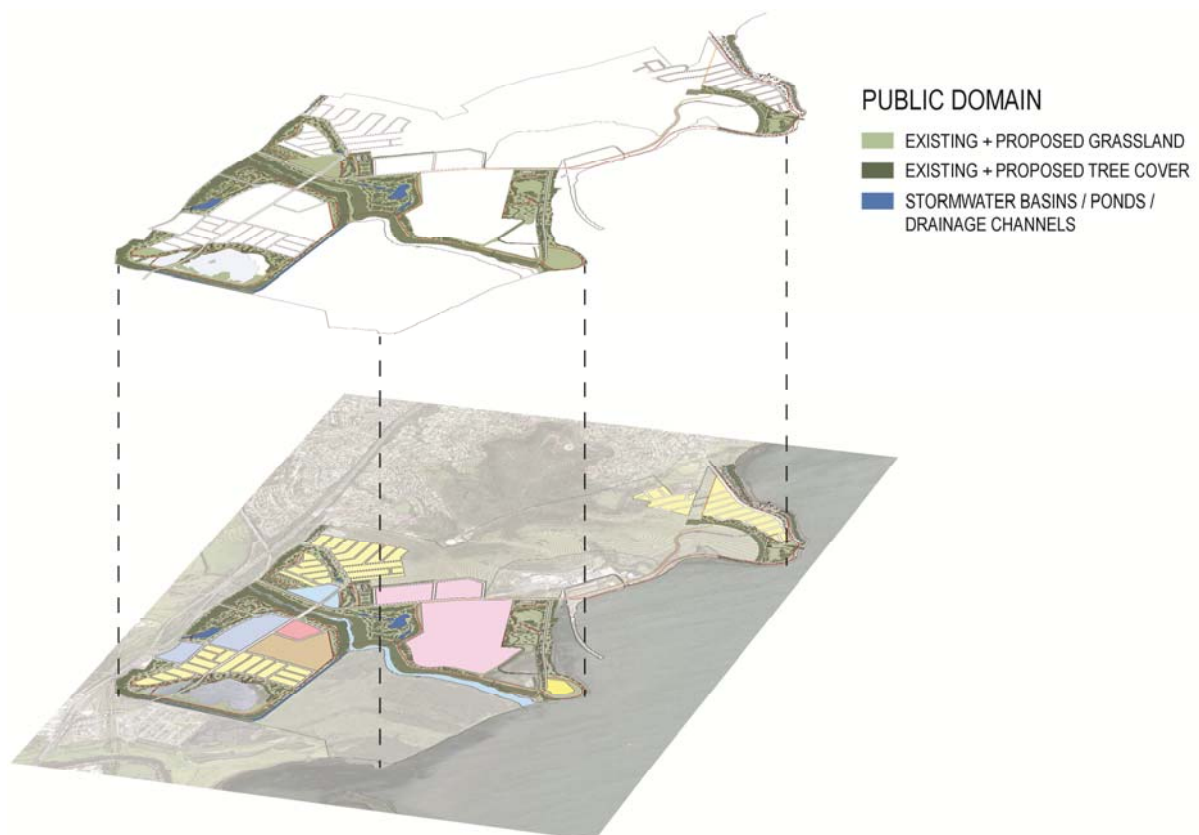 PUBLIC DOMAIN
EXISTING + PROPOSED GRASSLAND
EXISTING + PROPOSED TREE COVER
STORMWATER BASINS / PONDS /
DRAINAGE CHANNELS